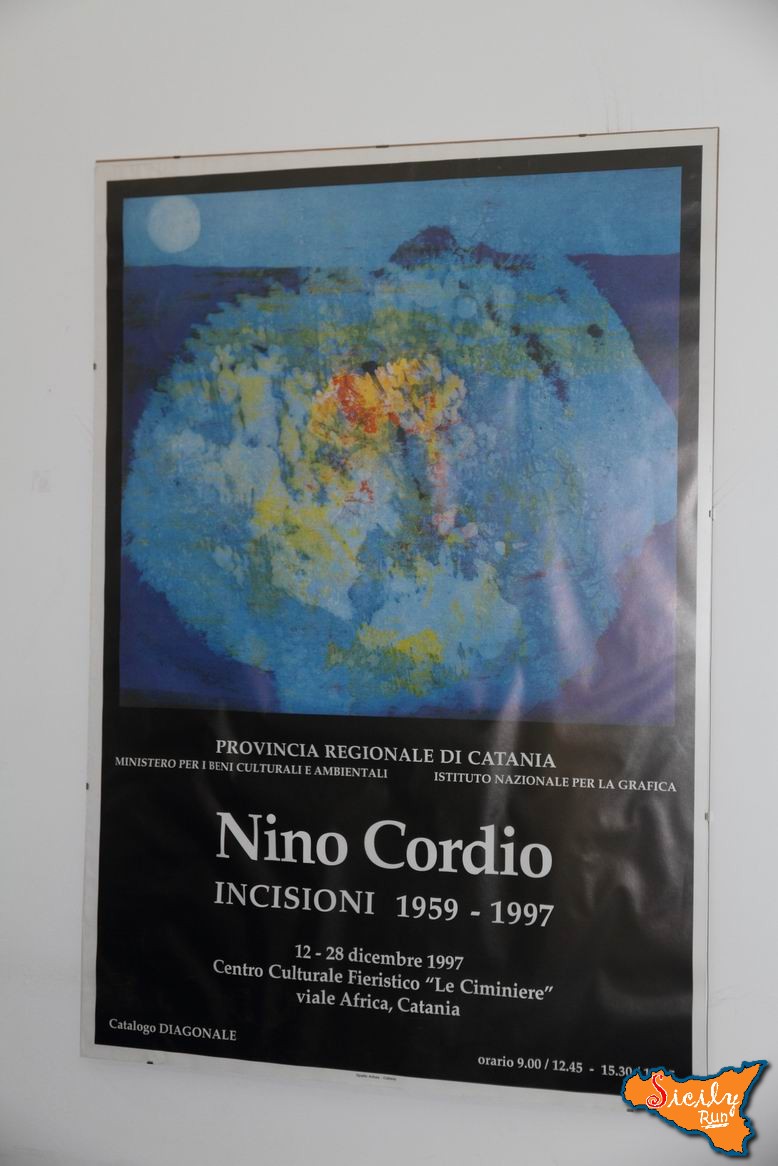 PROVINCIA REGIONALE DI CATANIA
MINISTERO PER I BENI CULTURALI E AMBIENTALI ISTITUTO NAZIONALE PER LA GRAFICA
Nino Cordio
INCISIONI 1959 - 1997
12 - 28 dicembre 1997
Centro Culturale Fieristico "Le Ciminiere"
viale Africa, Catania
Catalogo DIAGONALE
orario 9.00 / 12.45 - 15.30 /
Sicily
Run